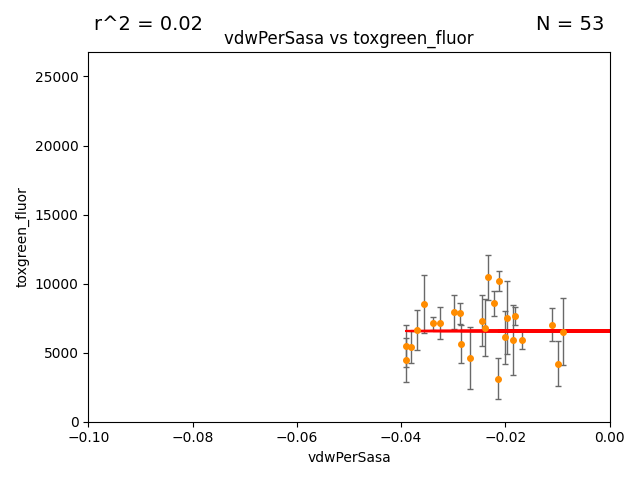 r^2 = 0.02
N = 53
vdwPerSasa vs toxgreen_fluor
25000
20000
15000
10000
5000
0
toxgreen_fluor
−0.10
−0.08
−0.06
−0.04
−0.02
0.00
vdwPerSasa